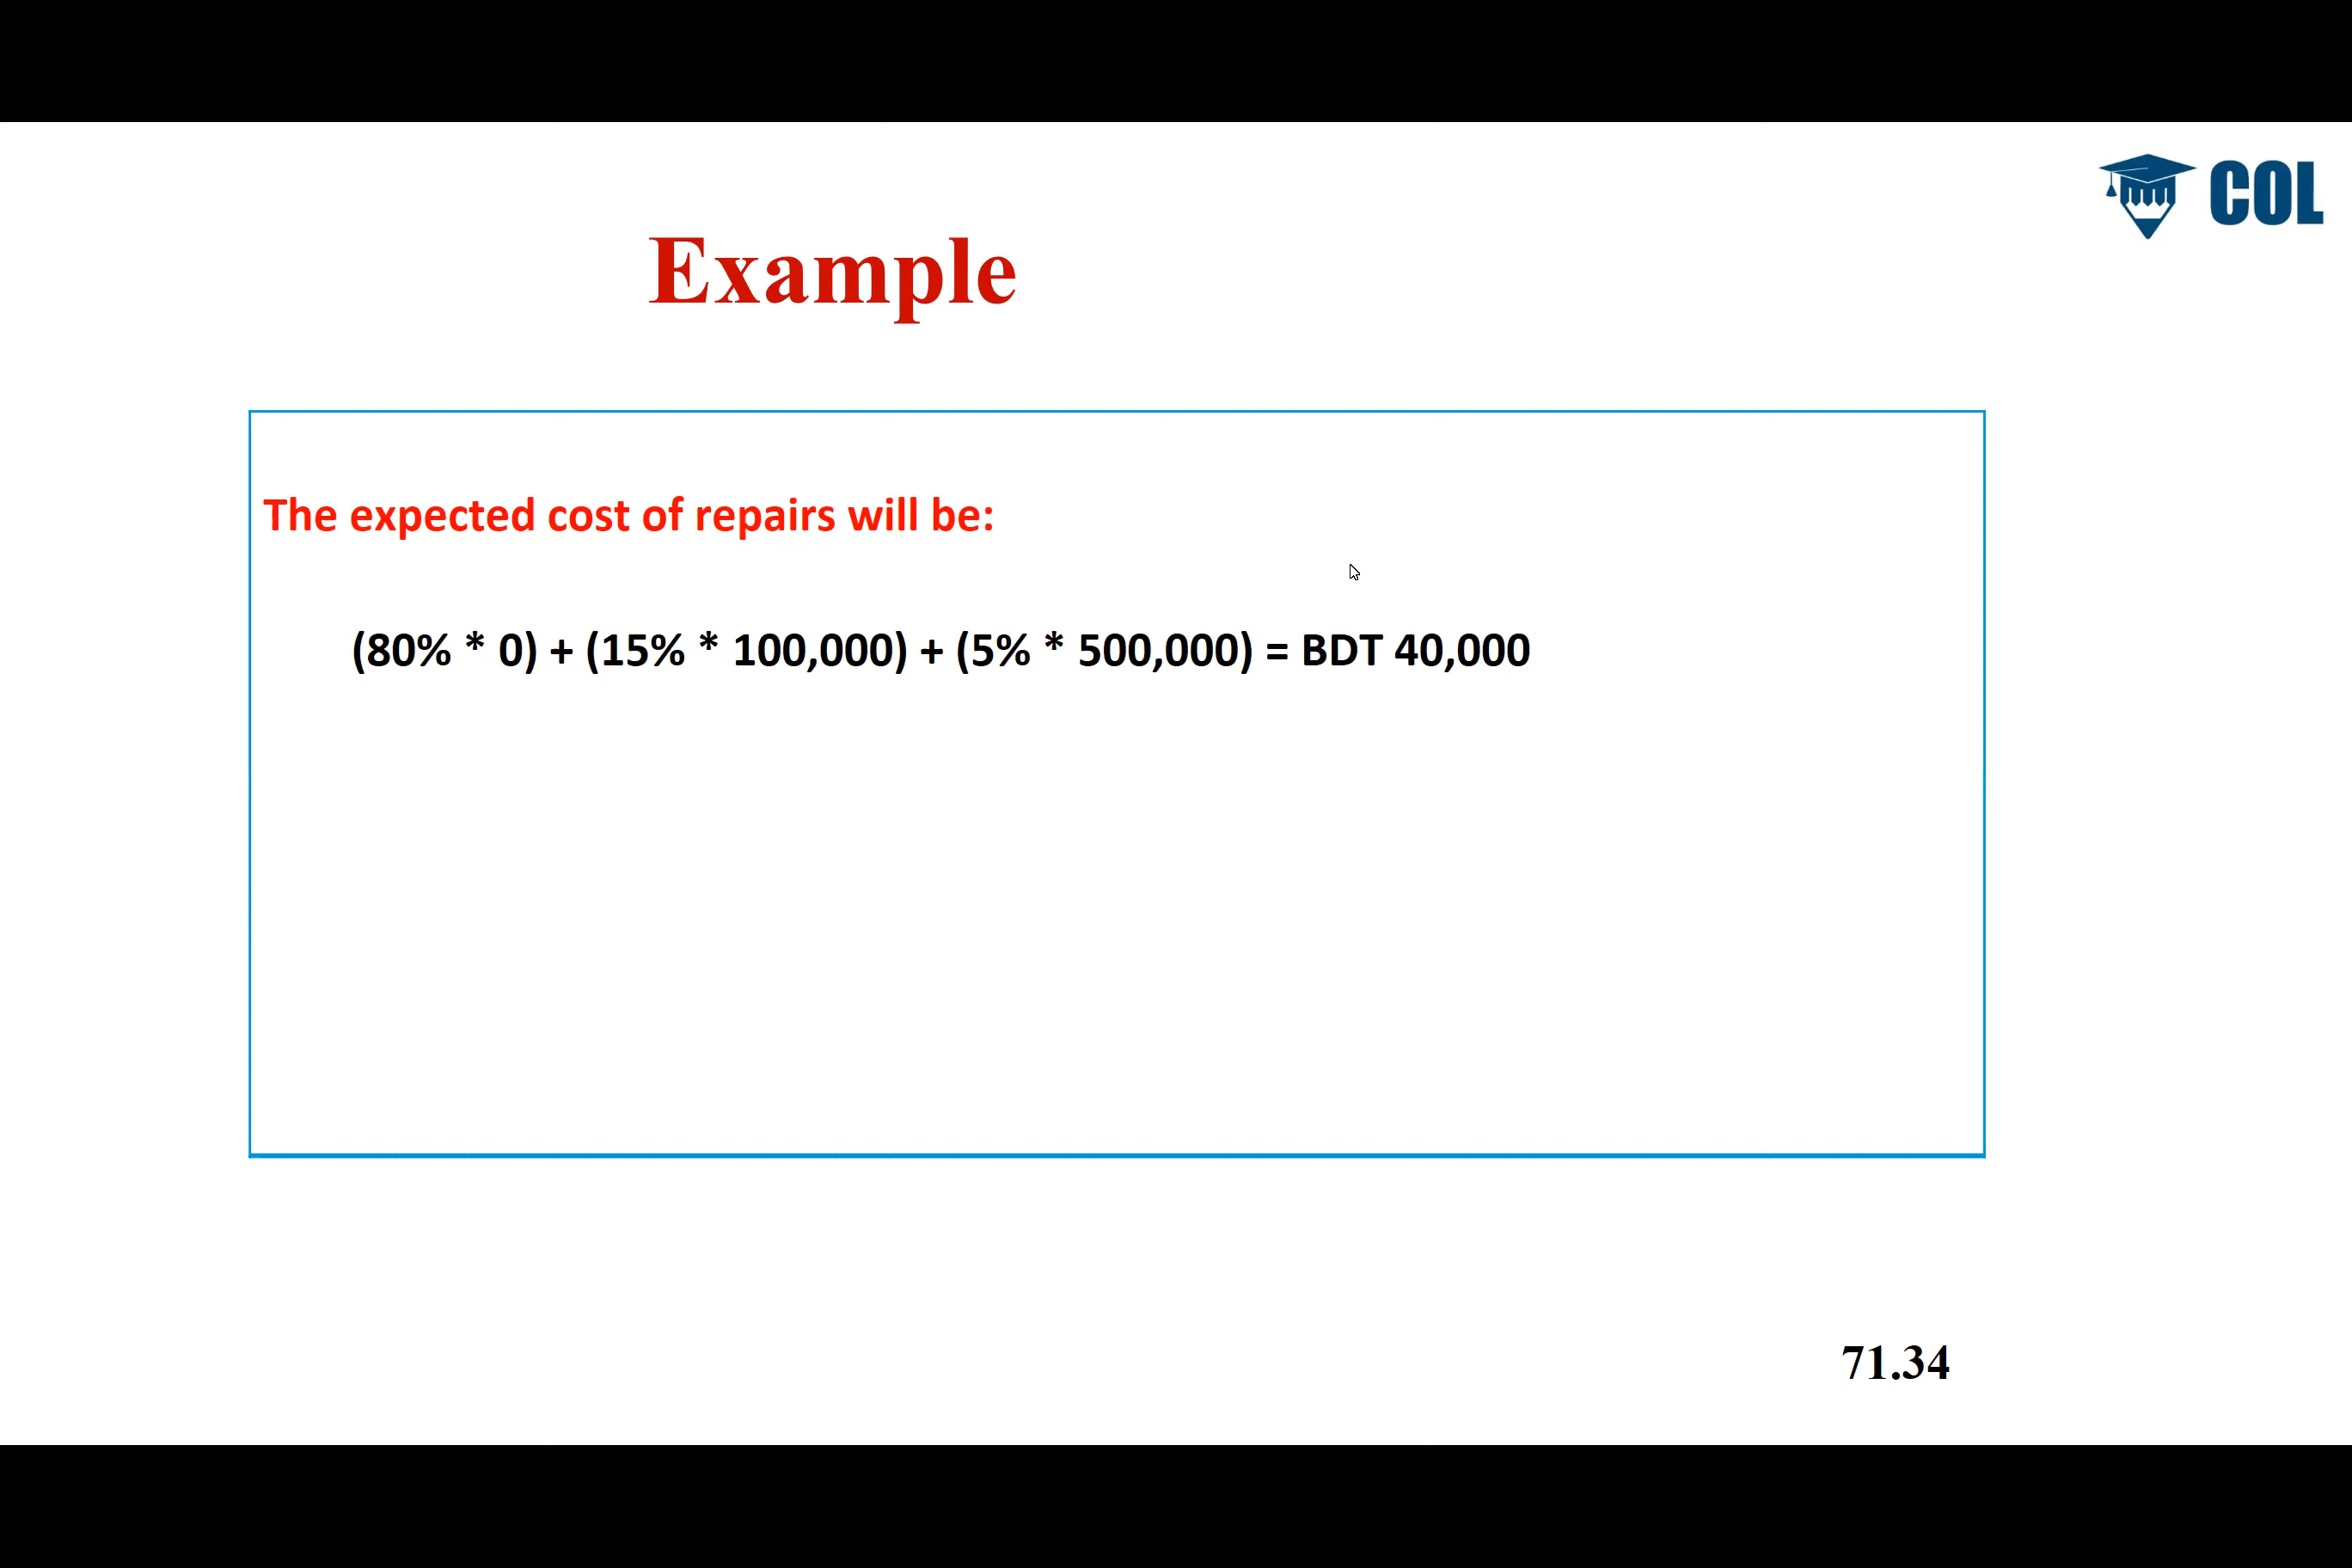 COL
Example
The expected cost of repairs will be:
(80% * 0) + (15% * 100,000) + (5% * 500,000) = BDT 40,000
71.34